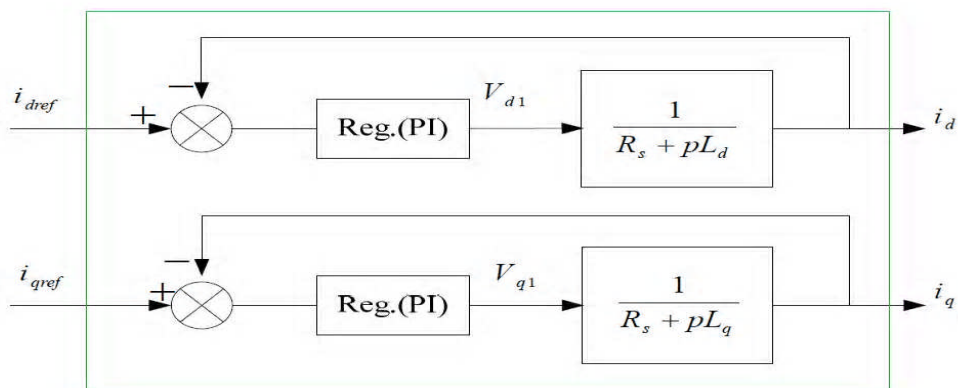 −
i_dref + Reg.(PI) V_d1 1 / (R_s + pL_d) i_d
−
i_qref + Reg.(PI) V_q1 1 / (R_s + pL_q) i_q